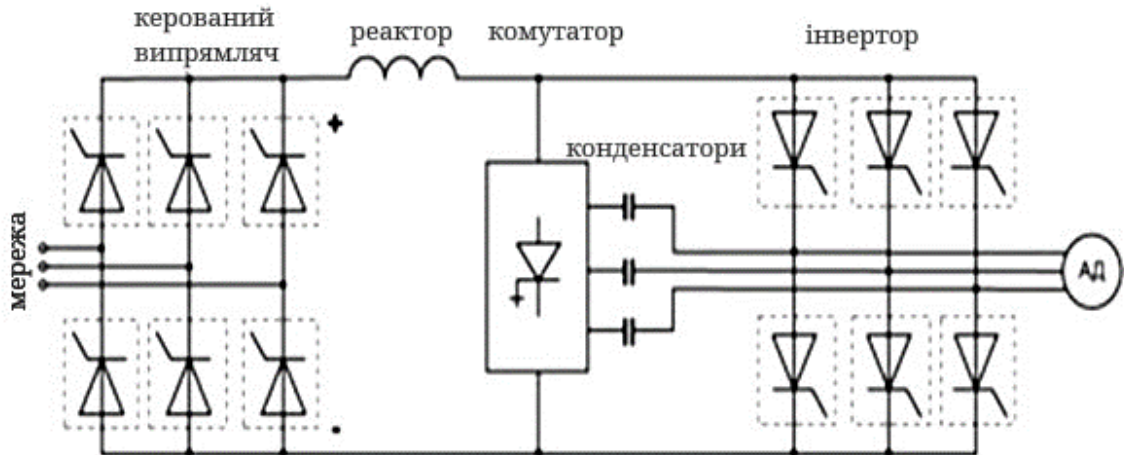 керований
випрямляч
реактор
комутатор
інвертор
+
конденсатори
мережа
АД
+
-